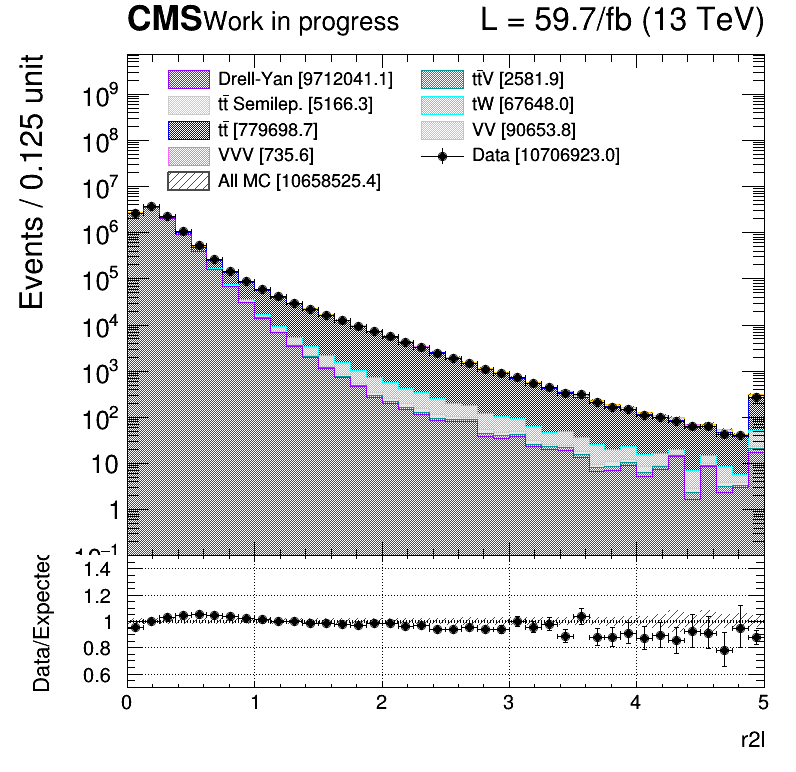 CMS Work in progress L = 59.7/fb (13 TeV)
Events / 0.125 unit
Drell-Yan [9712041.1]
tt̄ Semilep. [5166.3]
tt̄ [779698.7]
VVV [735.6]
All MC [10658525.4]
tt̄V [2581.9]
tW [67648.0]
VV [90653.8]
Data [10706923.0]
10⁹
10⁸
10⁷
10⁶
10⁵
10⁴
10³
10²
10
1
10⁻¹
Data/Expected
1.4
1.2
1
0.8
0.6
0 1 2 3 4 5
r2l